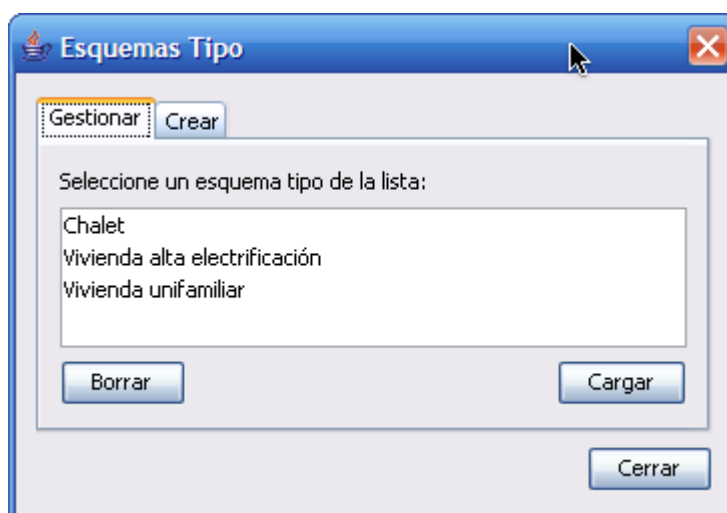 Esquemas Tipo
Gestionar Crear
Seleccione un esquema tipo de la lista:
Chalet
Vivienda alta electrificación
Vivienda unifamiliar
Borrar Cargar
Cerrar